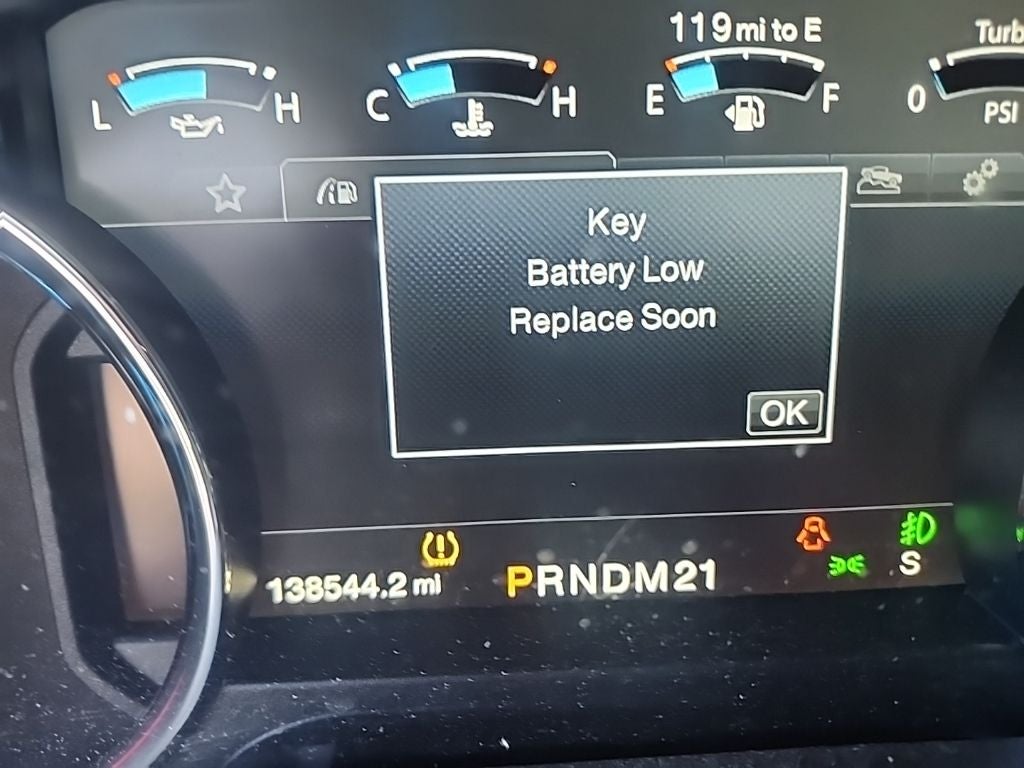 119 mi to E
Turb
L H
C H
E F
0
PSI
Key
Battery Low
Replace Soon
OK
138544.2 mi
PRNDM21
S